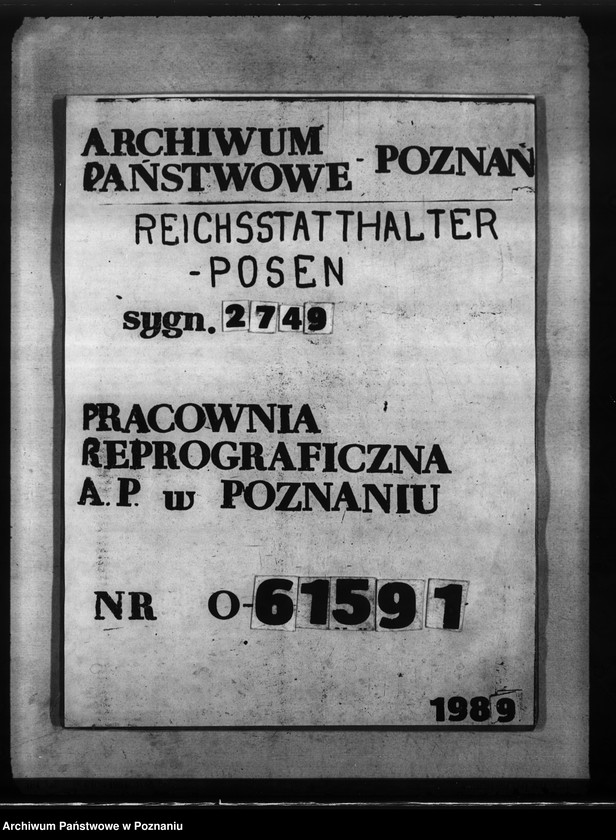 ARCHIWUM
PAŃSTWOWE - POZNAŃ
REICHSSTATTHALTER
-POSEN
sygn. 2749
PRACOWNIA
REPROGRAFICZNA
A.P. w POZNANIU
NR O-61591
1989
Archiwum Państwowe w Poznaniu